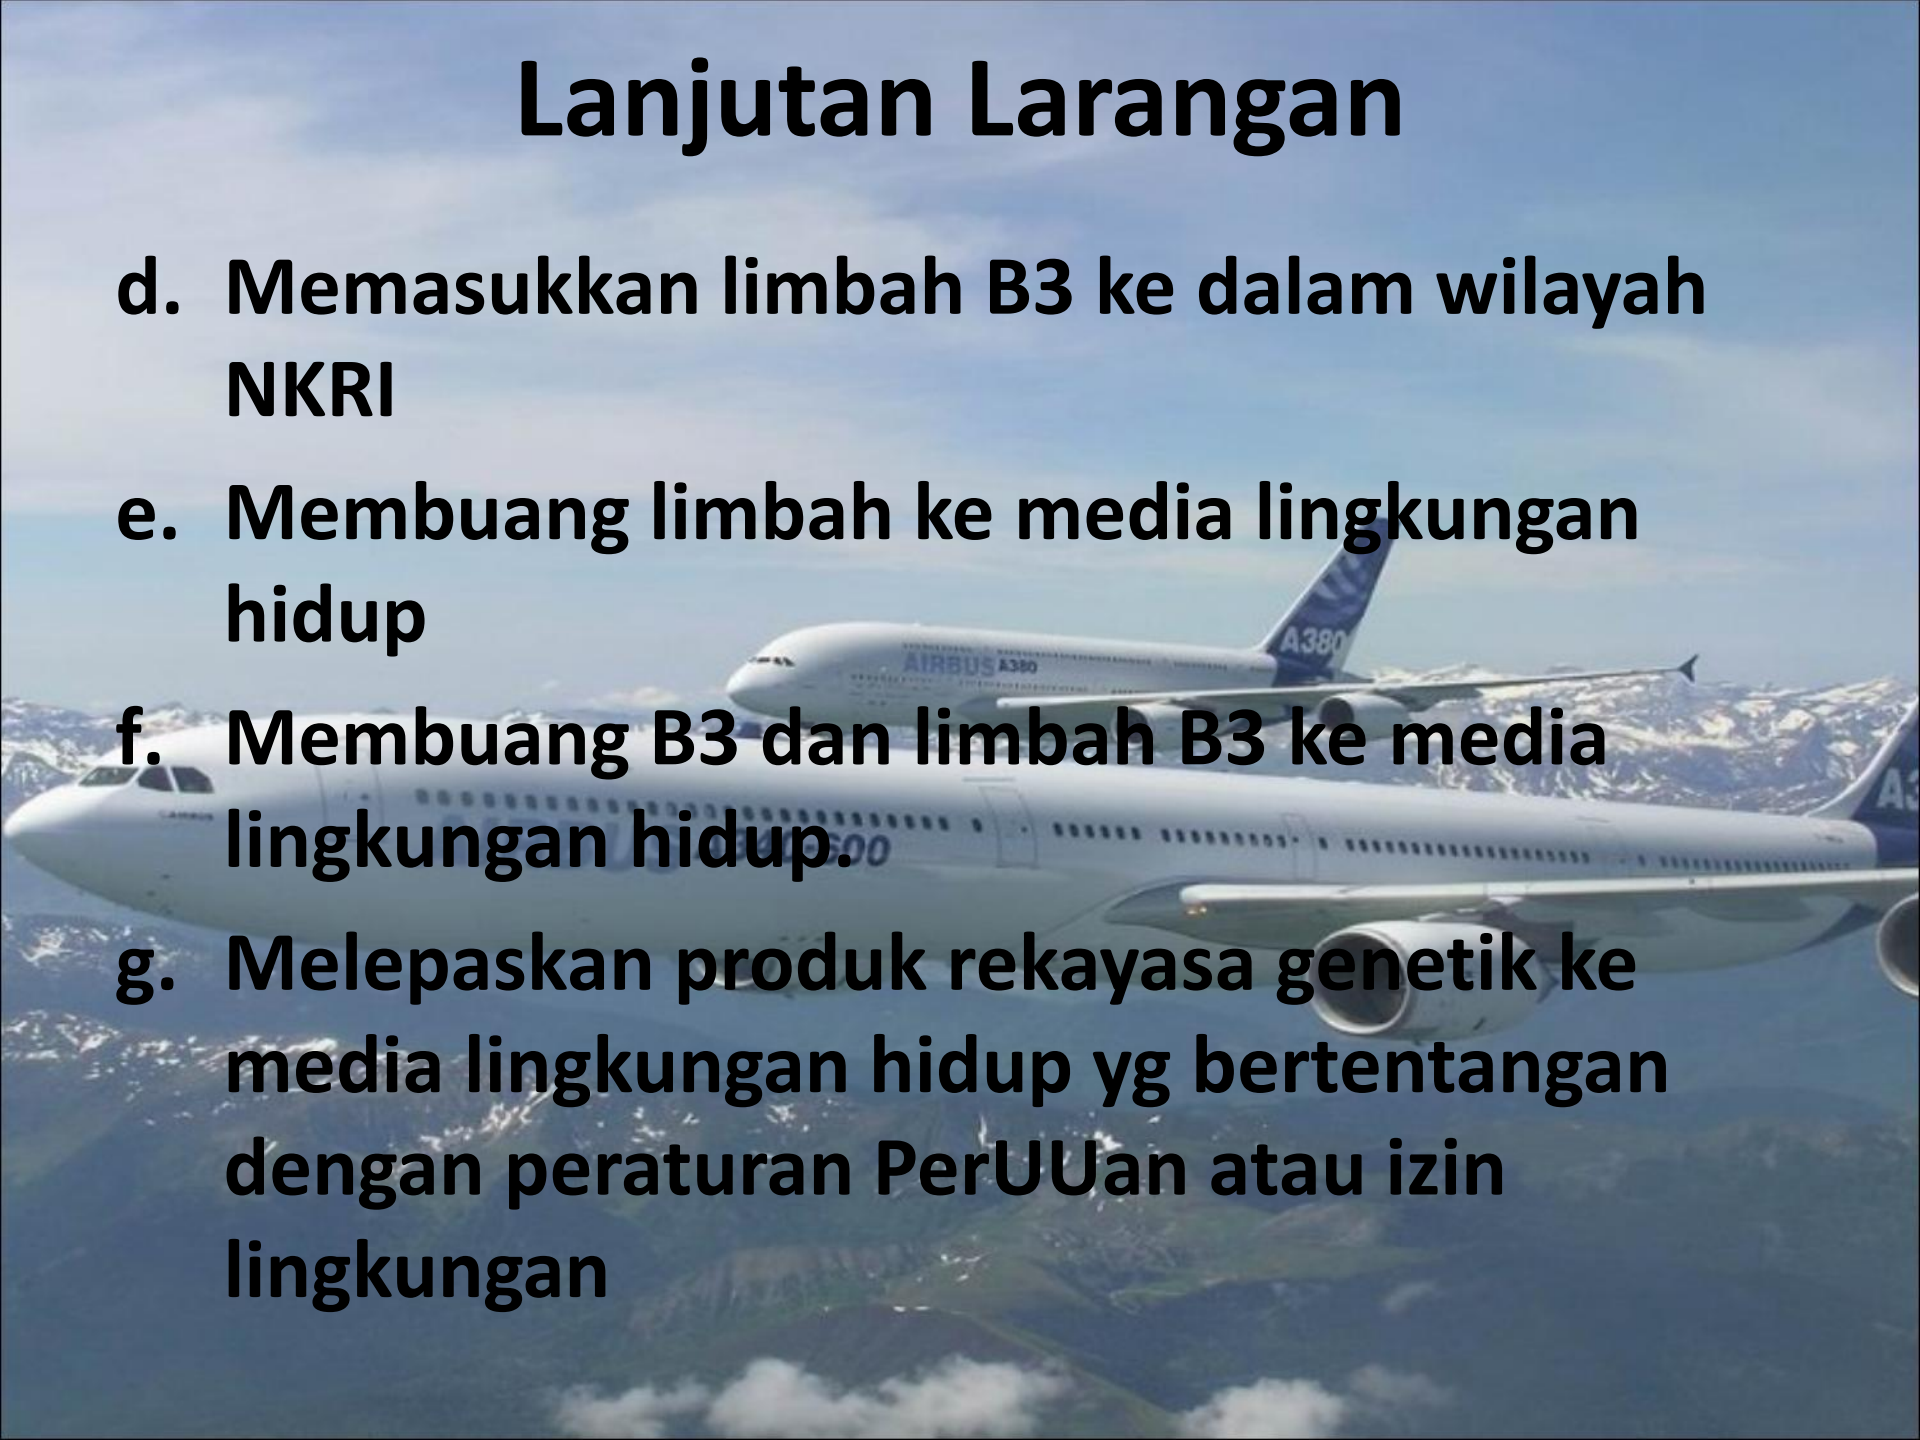 Lanjutan Larangan
d. Memasukkan limbah B3 ke dalam wilayah
NKRI
e. Membuang limbah ke media lingkungan
hidup
AIRBUS A380
A380
f. Membuang B3 dan limbah B3 ke media
lingkungan hidup.
g. Melepaskan produk rekayasa genetik ke
media lingkungan hidup yg bertentangan
dengan peraturan PerUUan atau izin
lingkungan